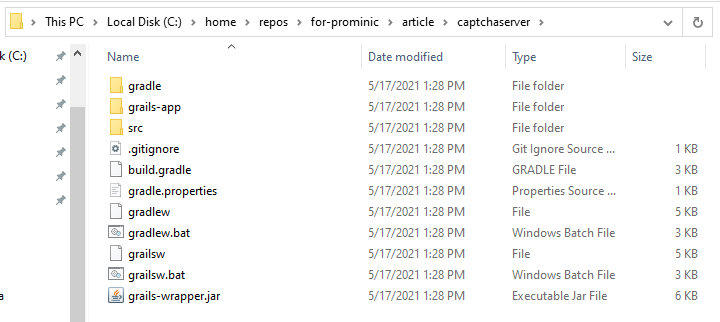 This PC > Local Disk (C:) > home > repos > for-prominic > article > captchaserver >
k (C:)
Name Date modified Type Size
gradle 5/17/2021 1:28 PM File folder
grails-app 5/17/2021 1:28 PM File folder
src 5/17/2021 1:28 PM File folder
.gitignore 5/17/2021 1:28 PM Git Ignore Source ... 1 KB
build.gradle 5/17/2021 1:28 PM GRADLE File 3 KB
gradle.properties 5/17/2021 1:28 PM Properties Source ... 1 KB
gradlew 5/17/2021 1:28 PM File 5 KB
gradlew.bat 5/17/2021 1:28 PM Windows Batch File 3 KB
grailsw 5/17/2021 1:28 PM File 5 KB
grailsw.bat 5/17/2021 1:28 PM Windows Batch File 3 KB
a
grails-wrapper.jar 5/17/2021 1:28 PM Executable Jar File 6 KB